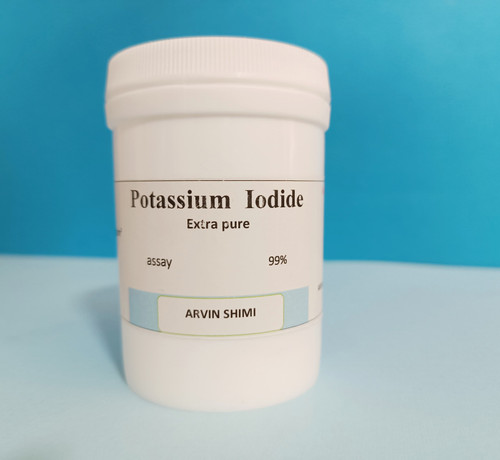 Potassium Iodide
Extra pure
assay 99%
ARVIN SHIMI